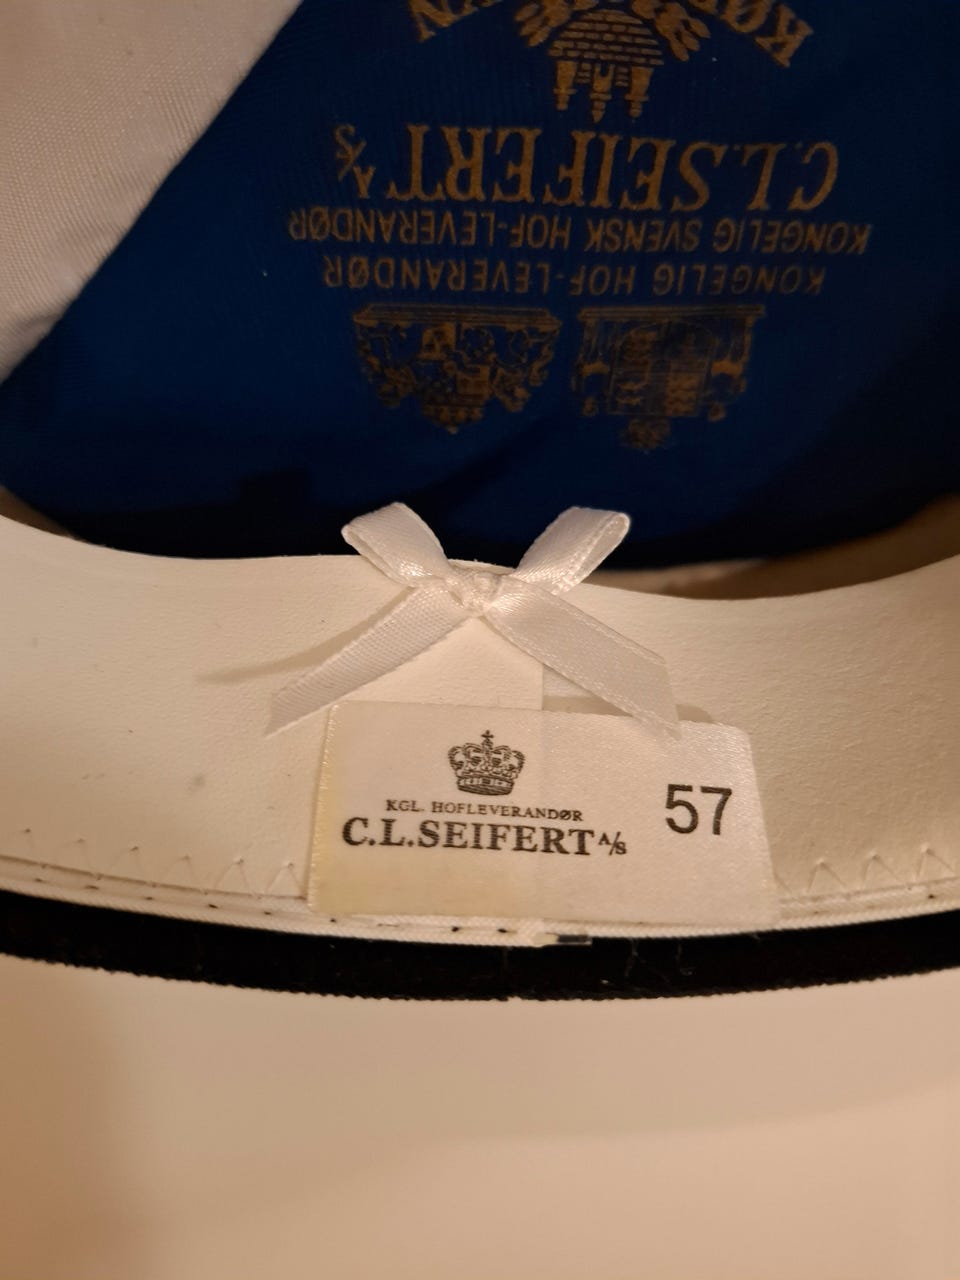 KONGELIG HOF-LEVERANDØR
KONGELIG SVENSK HOF-LEVERANDØR
C.L.SEIFERT A/S
KGL. HOFLEVERANDØR
C.L.SEIFERT A/S
57